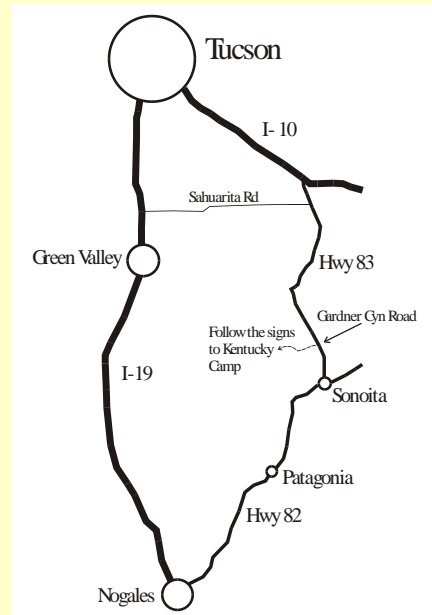 Tucson
I- 10
Sahuarita Rd
Green Valley
Hwy 83
Gardner Cyn Road
Follow the signs
to Kentucky
Camp
I-19
Sonoita
Patagonia
Hwy 82
Nogales